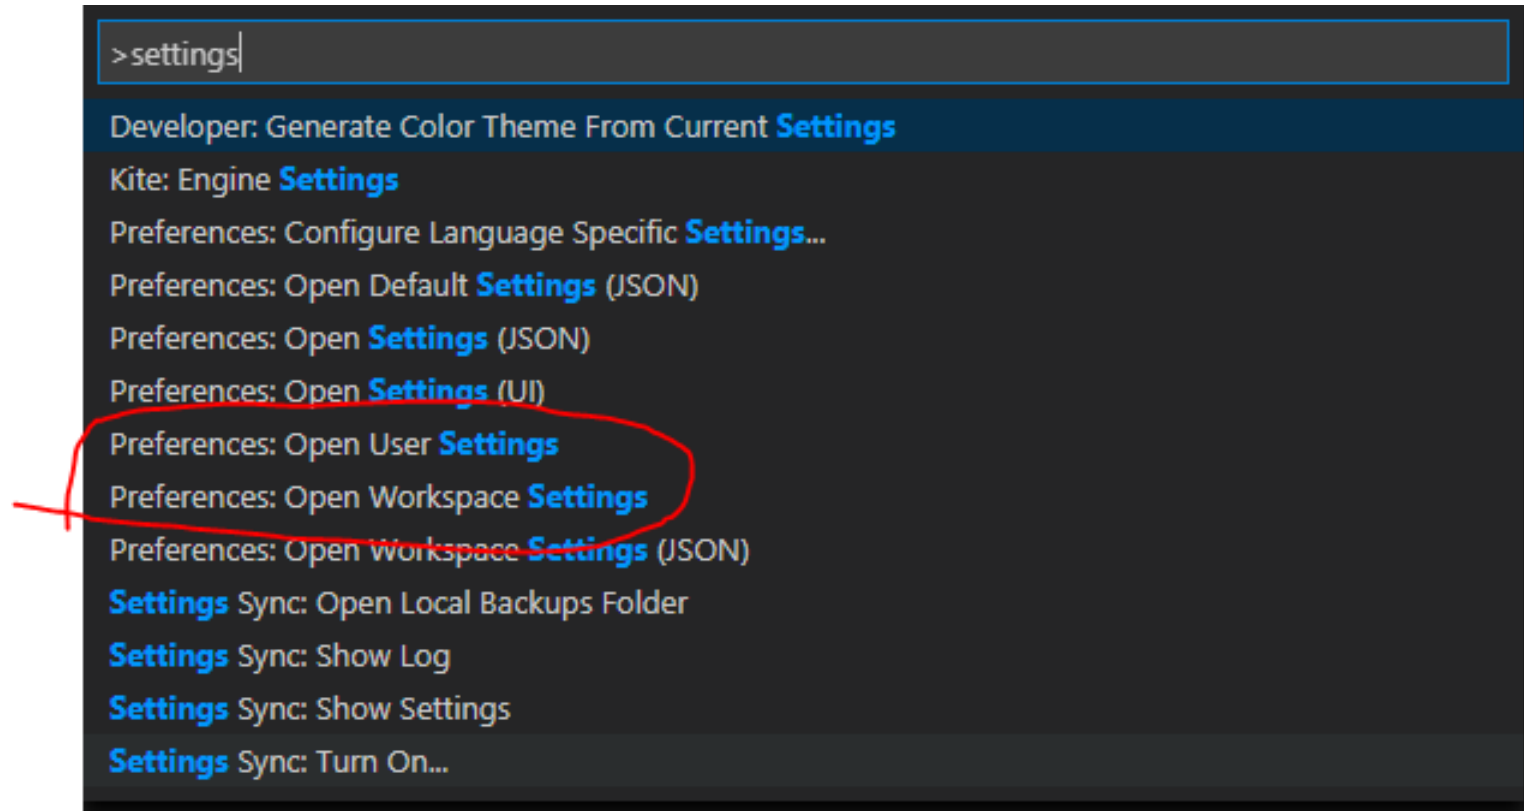 >settings
Developer: Generate Color Theme From Current Settings
Kite: Engine Settings
Preferences: Configure Language Specific Settings...
Preferences: Open Default Settings (JSON)
Preferences: Open Settings (JSON)
Preferences: Open Settings (UI)
Preferences: Open User Settings
Preferences: Open Workspace Settings
Preferences: Open Workspace Settings (JSON)
Settings Sync: Open Local Backups Folder
Settings Sync: Show Log
Settings Sync: Show Settings
Settings Sync: Turn On...